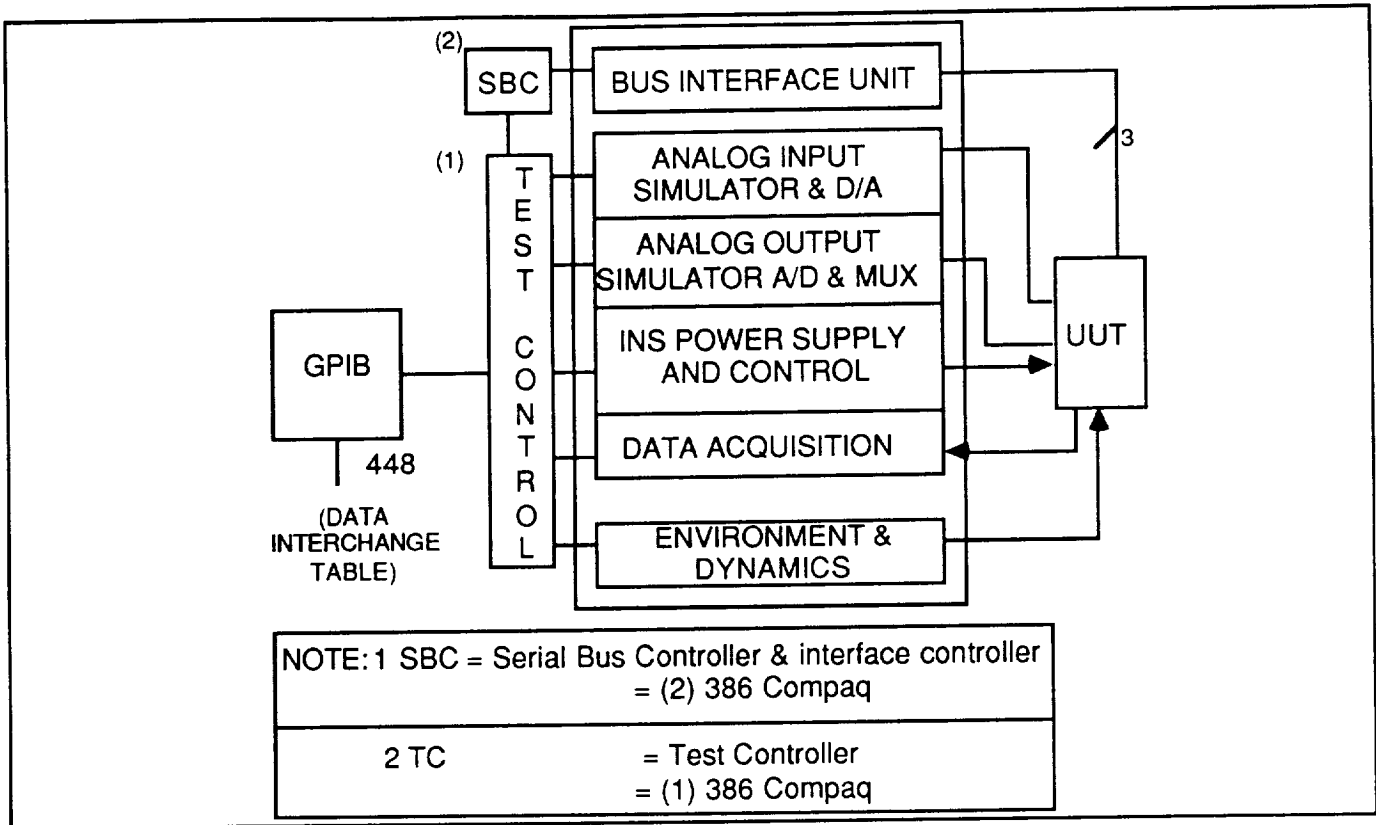 (2)
SBC
BUS INTERFACE UNIT
3
(1)
TEST CONTROL
ANALOG INPUT
SIMULATOR & D/A
ANALOG OUTPUT
SIMULATOR A/D & MUX
INS POWER SUPPLY
AND CONTROL
DATA ACQUISITION
ENVIRONMENT &
DYNAMICS
UUT
GPIB
448
(DATA
INTERCHANGE
TABLE)
NOTE: 1 SBC = Serial Bus Controller & interface controller
= (2) 386 Compaq
2 TC = Test Controller
= (1) 386 Compaq